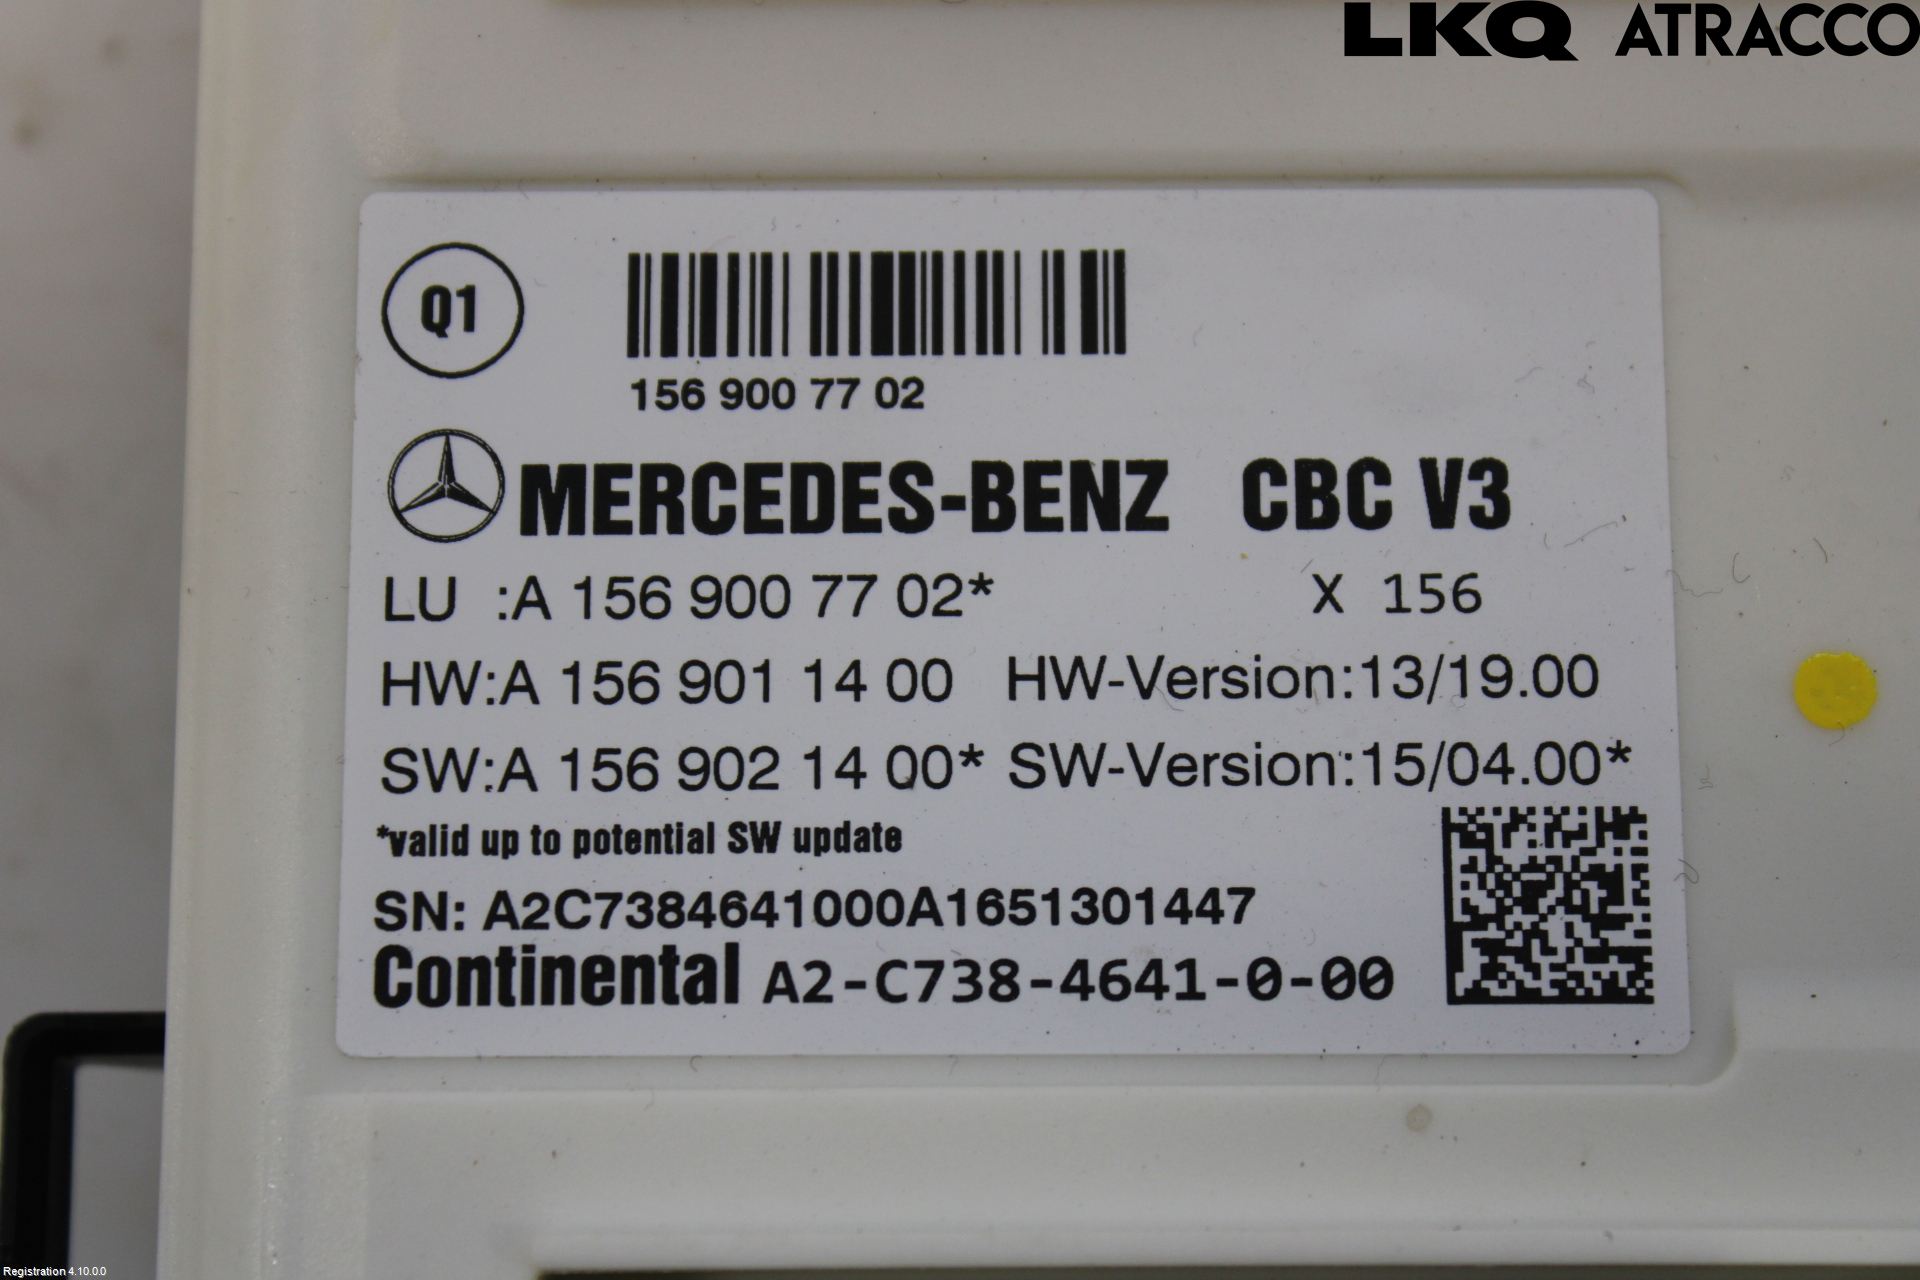 LKQ ATRACCO
Q1
156 900 77 02
MERCEDES-BENZ CBC V3
LU :A 156 900 77 02* X 156
HW:A 156 901 14 00 HW-Version:13/19.00
SW:A 156 902 14 00* SW-Version:15/04.00*
*valid up to potential SW update
SN: A2C7384641000A1651301447
Continental A2-C738-4641-0-00
Registration 4.10.0.0